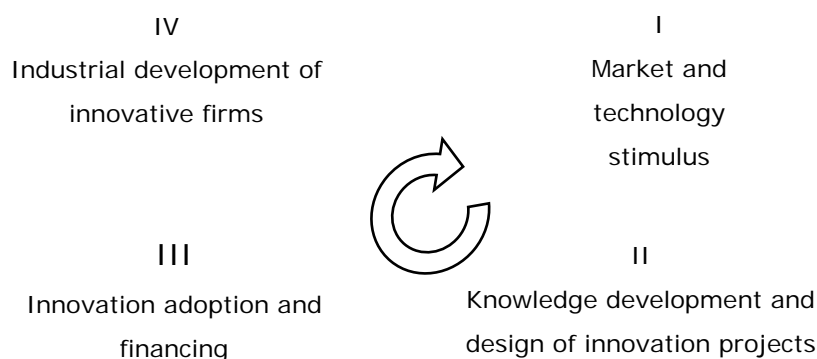 IV
Industrial development of
innovative firms
I
Market and
technology
stimulus
III
Innovation adoption and
financing
II
Knowledge development and
design of innovation projects